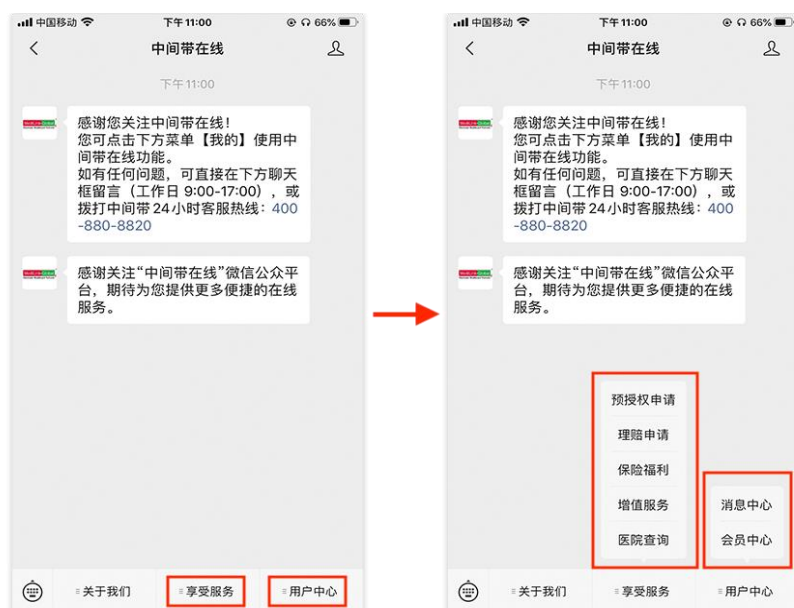 中国移动 下午11:00 66%
中间带在线
下午11:00
感谢您关注中间带在线！
您可点击下方菜单【我的】使用中
间带在线功能。
如有任何问题，可直接在下方聊天
框留言（工作日 9:00-17:00），或
拨打中间带24小时客服热线：400
-880-8820
感谢关注“中间带在线”微信公众平
台，期待为您提供更多便捷的在线
服务。
关于我们 享受服务 用户中心
中国移动 下午11:00 66%
中间带在线
下午11:00
感谢您关注中间带在线！
您可点击下方菜单【我的】使用中
间带在线功能。
如有任何问题，可直接在下方聊天
框留言（工作日 9:00-17:00），或
拨打中间带24小时客服热线：400
-880-8820
感谢关注“中间带在线”微信公众平
台，期待为您提供更多便捷的在线
服务。
预授权申请
理赔申请
保险福利
增值服务
医院查询
消息中心
会员中心
关于我们 享受服务 用户中心